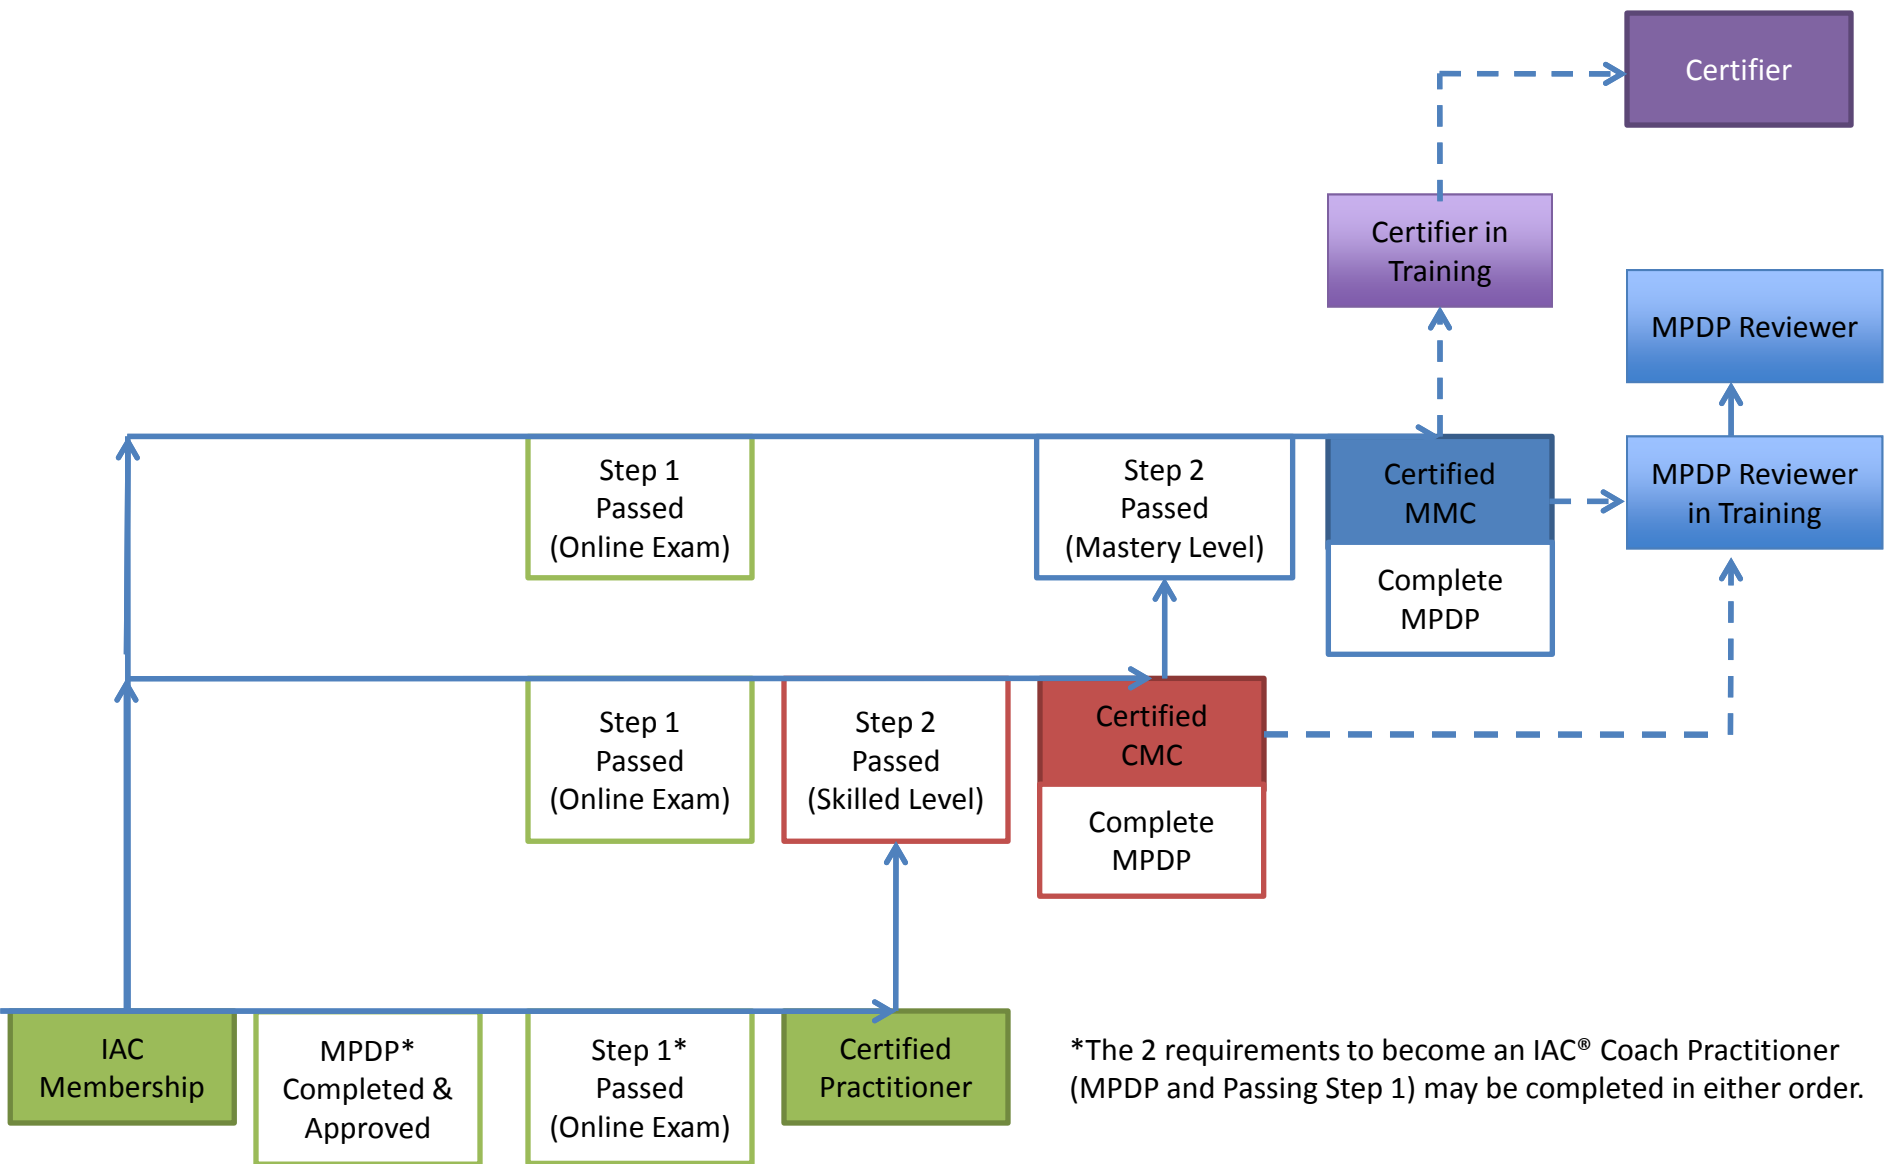 Certifier
Certifier in
Training
MPDP Reviewer
Step 1
Passed
(Online Exam)
Step 2
Passed
(Mastery Level)
Certified
MMC
Complete
MPDP
MPDP Reviewer
in Training
Step 1
Passed
(Online Exam)
Step 2
Passed
(Skilled Level)
Certified
CMC
Complete
MPDP
IAC
Membership
MPDP*
Completed &
Approved
Step 1*
Passed
(Online Exam)
Certified
Practitioner
*The 2 requirements to become an IAC® Coach Practitioner
(MPDP and Passing Step 1) may be completed in either order.